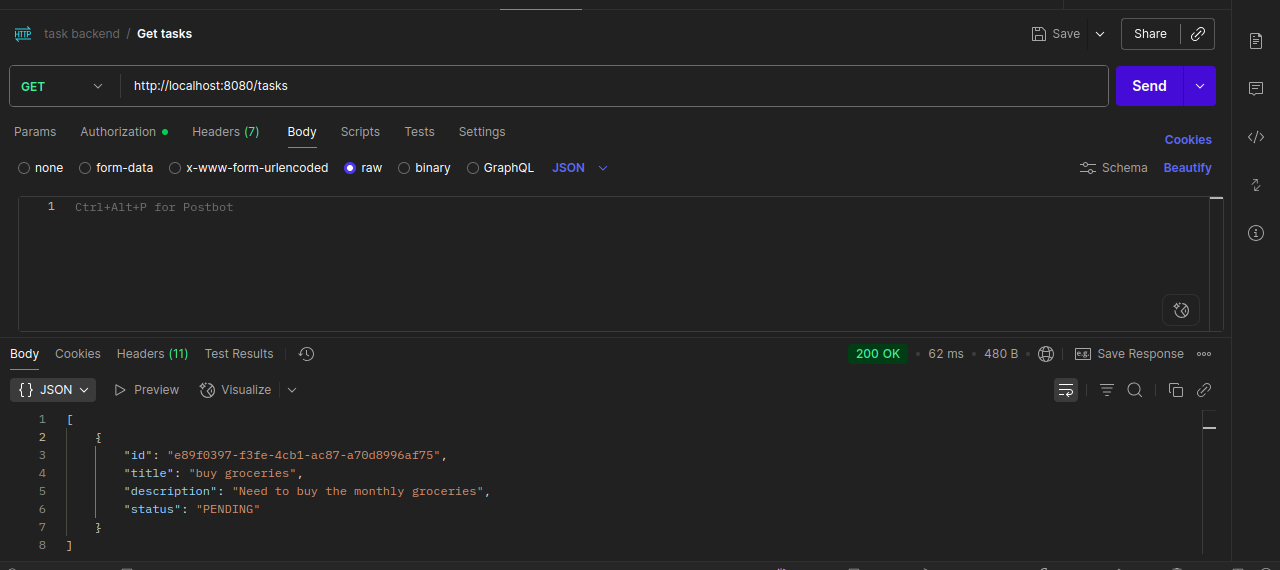 HTTP task backend / Get tasks Save Share
GET http://localhost:8080/tasks Send
Params Authorization Headers (7) Body Scripts Tests Settings Cookies
none form-data x-www-form-urlencoded raw binary GraphQL JSON Schema Beautify
1 Ctrl+Alt+P for Postbot
Body Cookies Headers (11) Test Results 200 OK • 62 ms • 480 B • e.g. Save Response
{} JSON Preview Visualize
1 [
2 {
3 "id": "e89f0397-f3fe-4cb1-ac87-a70d8996af75",
4 "title": "buy groceries",
5 "description": "Need to buy the monthly groceries",
6 "status": "PENDING"
7 }
8 ]